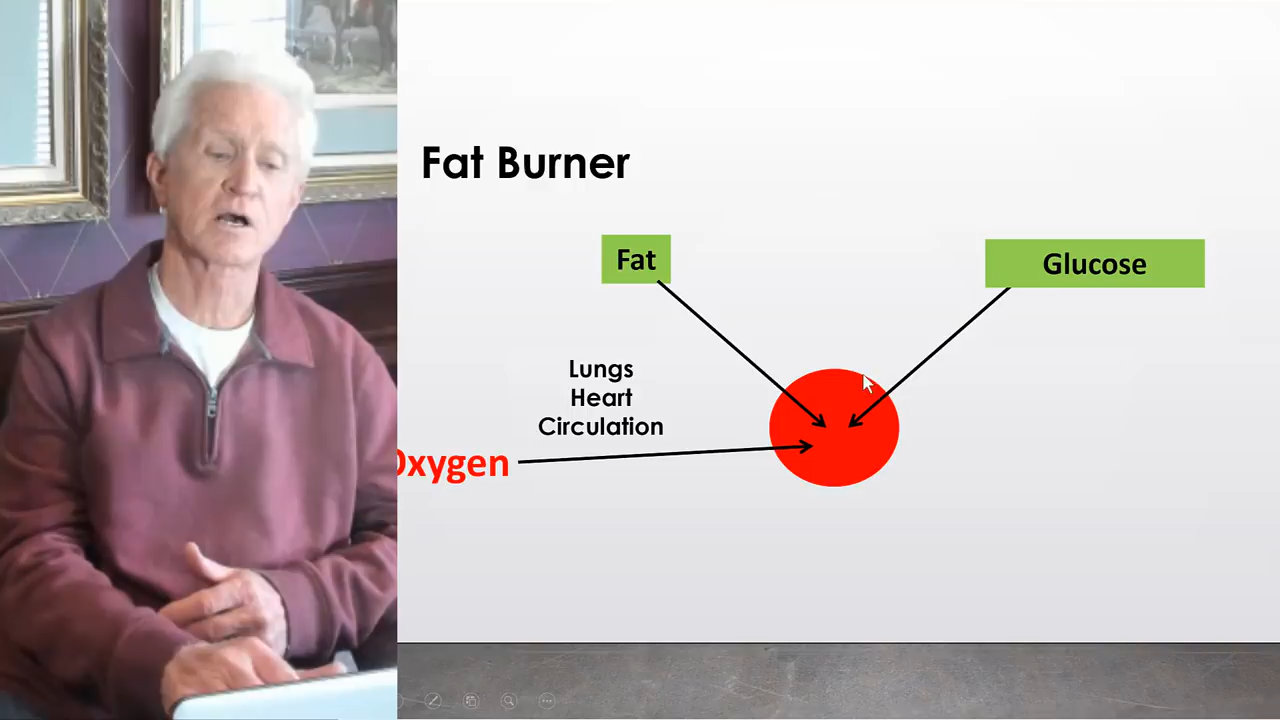 Fat Burner
Fat
Glucose
Lungs
Heart
Circulation
Oxygen